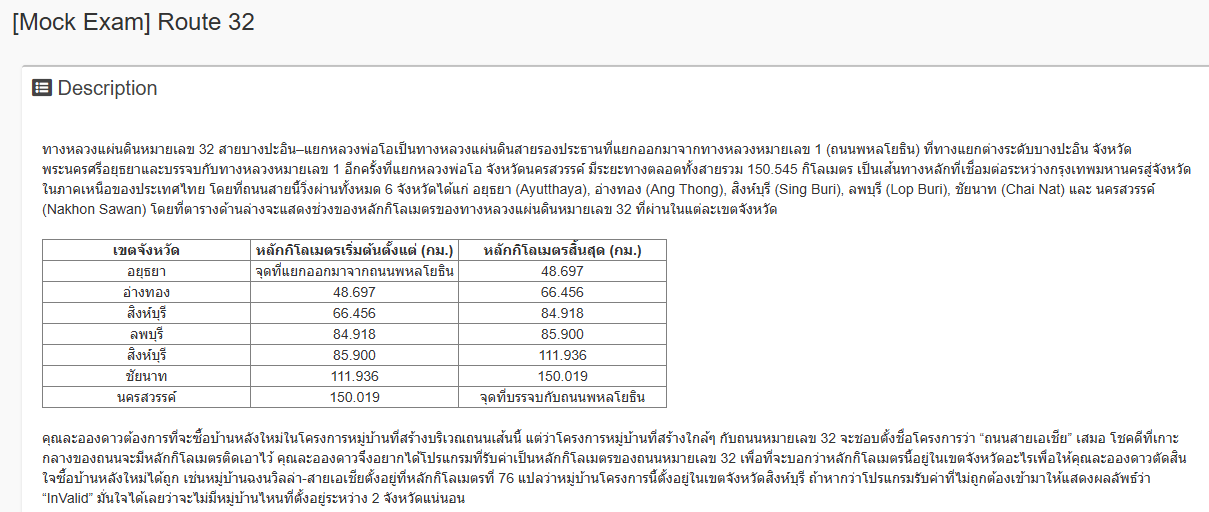 [Mock Exam] Route 32
Description
ทางหลวงแผ่นดินหมายเลข 32 สายบางปะอิน–แยกหลวงพ่อโอเป็นทางหลวงแผ่นดินสายรองประธานที่แยกออกมาจากทางหลวงหมายเลข 1 (ถนนพหลโยธิน) ที่ทางแยกต่างระดับบางปะอิน จังหวัด
พระนครศรีอยุธยาและบรรจบกับทางหลวงหมายเลข 1 อีกครั้งที่แยกหลวงพ่อโอ จังหวัดนครสวรรค์ มีระยะทางตลอดทั้งสายรวม 150.545 กิโลเมตร เป็นเส้นทางหลักที่เชื่อมต่อระหว่างกรุงเทพมหานครสู่จังหวัด
ในภาคเหนือของประเทศไทย โดยที่ถนนสายนี้วิ่งผ่านทั้งหมด 6 จังหวัดได้แก่ อยุธยา (Ayutthaya), อ่างทอง (Ang Thong), สิงห์บุรี (Sing Buri), ลพบุรี (Lop Buri), ชัยนาท (Chai Nat) และ นครสวรรค์
(Nakhon Sawan) โดยที่ตารางด้านล่างจะแสดงช่วงของหลักกิโลเมตรของทางหลวงแผ่นดินหมายเลข 32 ที่ผ่านในแต่ละเขตจังหวัด
เขตจังหวัด หลักกิโลเมตรเริ่มต้นตั้งแต่ (กม.) หลักกิโลเมตรสิ้นสุด (กม.)
อยุธยา จุดที่แยกออกมาจากถนนพหลโยธิน 48.697
อ่างทอง 48.697 66.456
สิงห์บุรี 66.456 84.918
ลพบุรี 84.918 85.900
สิงห์บุรี 85.900 111.936
ชัยนาท 111.936 150.019
นครสวรรค์ 150.019 จุดที่บรรจบกับถนนพหลโยธิน
คุณละอองดาวต้องการที่จะซื้อบ้านหลังใหม่ในโครงการหมู่บ้านที่สร้างบริเวณถนนเส้นนี้ แต่ว่าโครงการหมู่บ้านที่สร้างใกล้ๆ กับถนนหมายเลข 32 จะชอบตั้งชื่อโครงการว่า “ถนนสายเอเชีย” เสมอ โชคดีที่เกาะ
กลางของถนนจะมีหลักกิโลเมตรติดเอาไว้ คุณละอองดาวจึงอยากได้โปรแกรมที่รับค่าเป็นหลักกิโลเมตรของถนนหมายเลข 32 เพื่อที่จะบอกว่าหลักกิโลเมตรนี้อยู่ในเขตจังหวัดอะไรเพื่อให้คุณละอองดาวตัดสิน
ใจซื้อบ้านหลังใหม่ได้ถูก เช่นหมู่บ้านฉงนวิลล่า-สายเอเชียตั้งอยู่ที่หลักกิโลเมตรที่ 76 แปลว่าหมู่บ้านโครงการนี้ตั้งอยู่ในเขตจังหวัดสิงห์บุรี ถ้าหากว่าโปรแกรมรับค่าที่ไม่ถูกต้องเข้ามาให้แสดงผลลัพธ์ว่า
“InValid” มั่นใจได้เลยว่าจะไม่มีหมู่บ้านไหนที่ตั้งอยู่ระหว่าง 2 จังหวัดแน่นอน